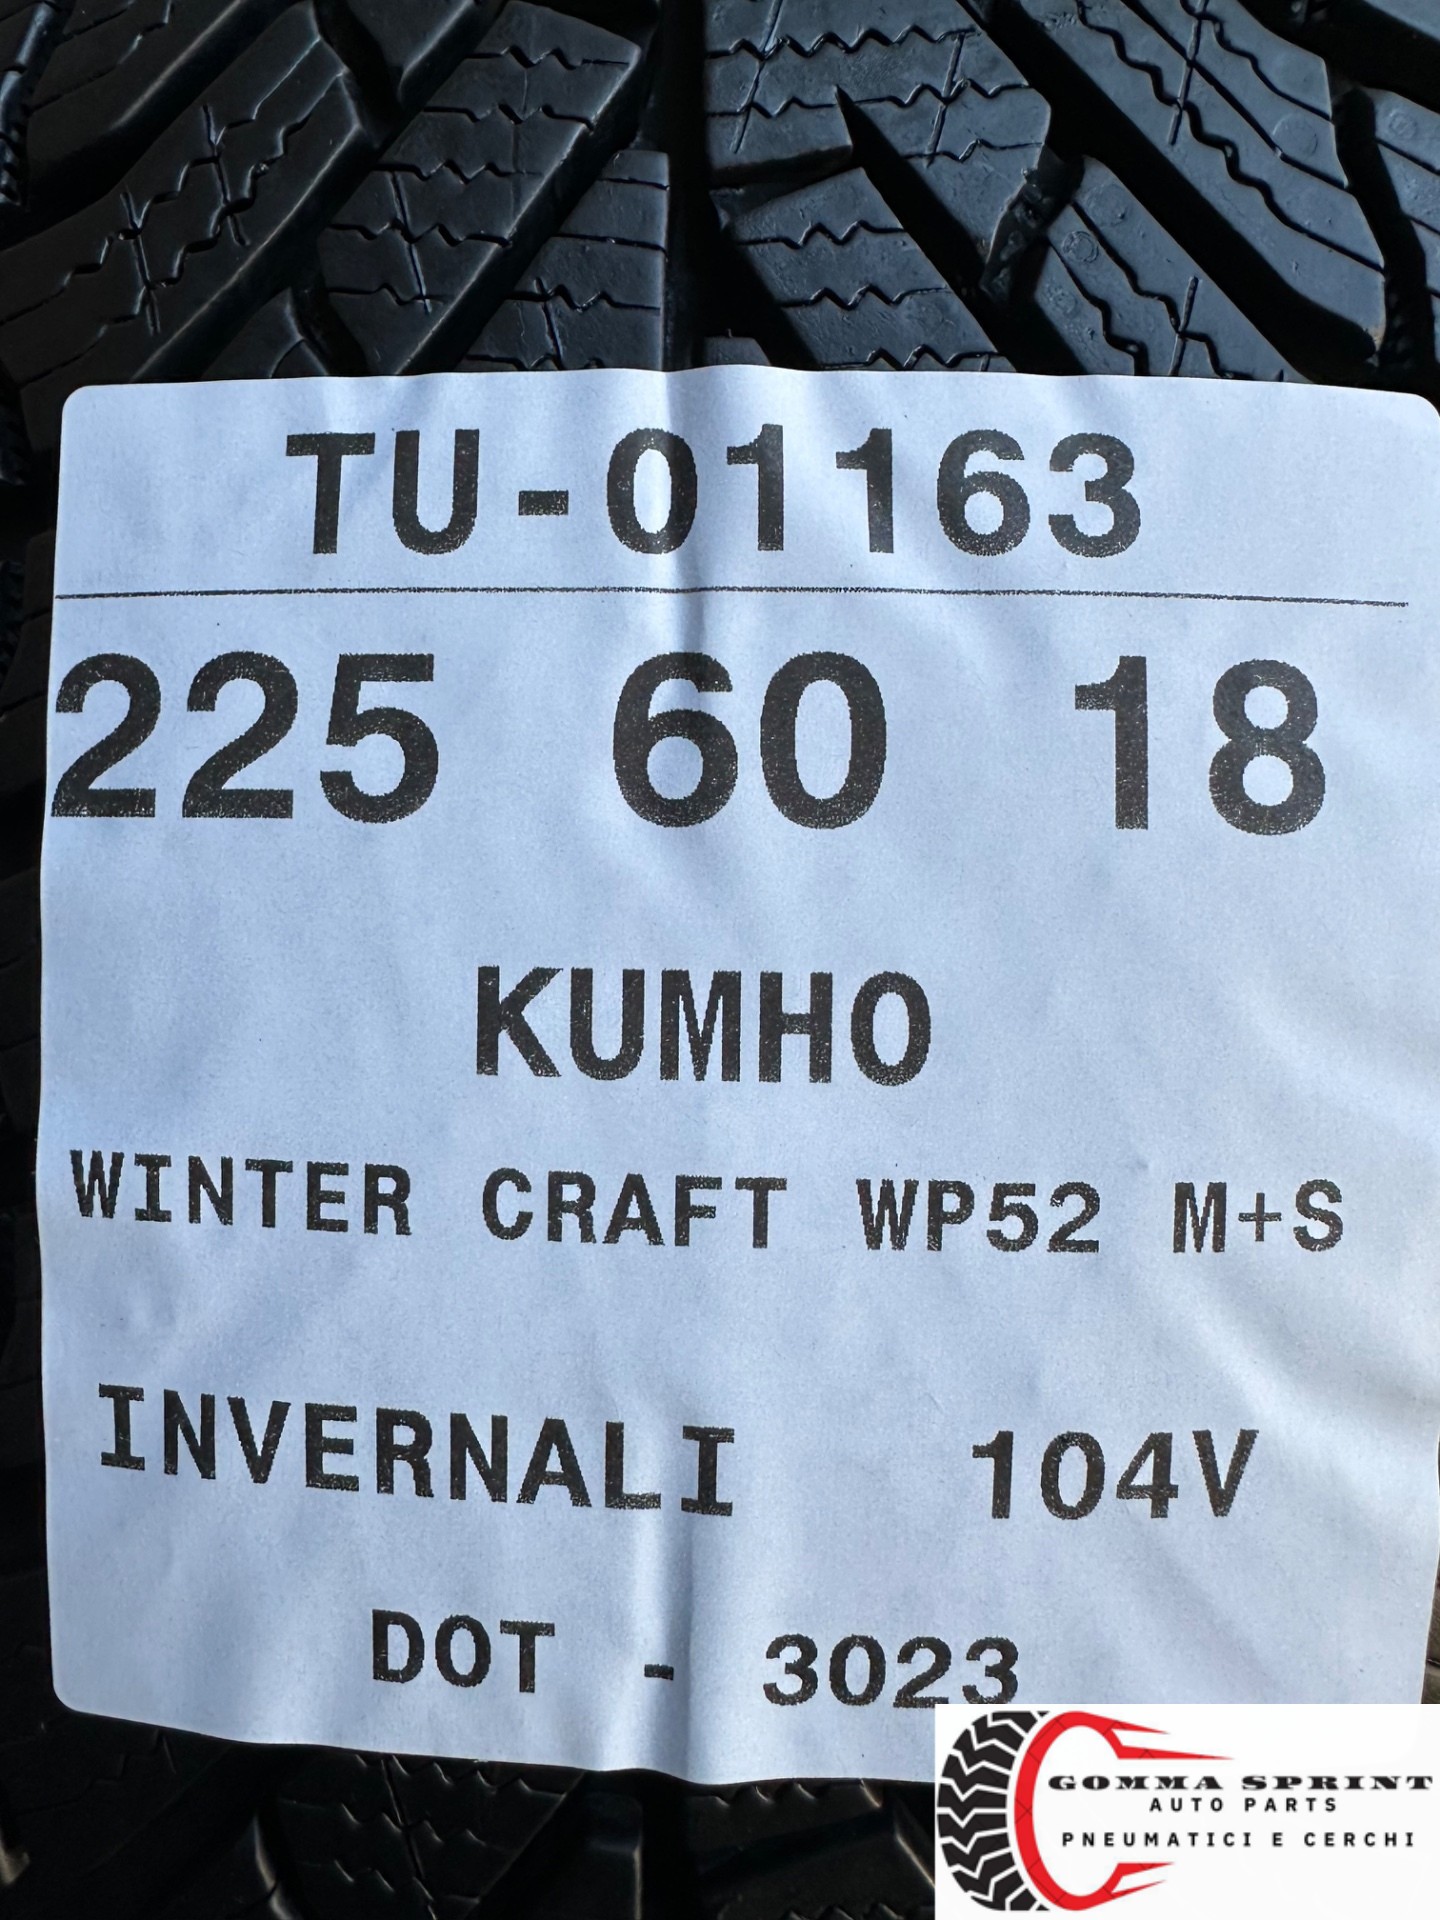 TU-01163
225 60 18
KUMHO
WINTER CRAFT WP52 M+S
INVERNALI 104V
DOT - 3023
GOMMA SPRINT
AUTO PARTS
PNEUMATICI E CERCHI